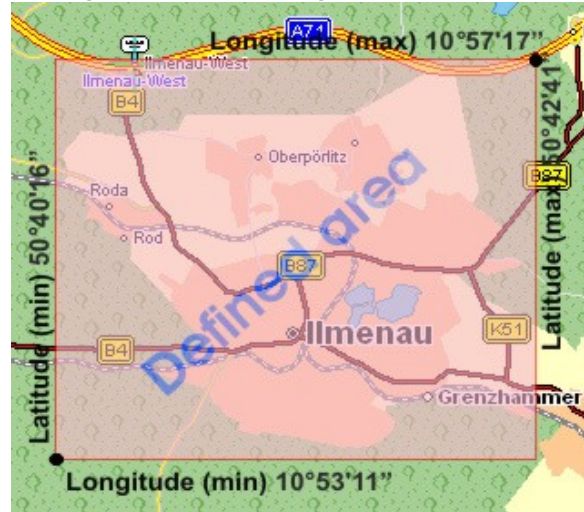 A71
Longitude (max) 10°57'17”
Ilmenau-West
Ilmenau-West
B4
Latitude (max) 50°42'41”
Oberpörlitz
B87
Roda
Latitude (min) 50°40'16”
Rod
Defined area
B87
Ilmenau
K51
B4
Grenzhammer
Longitude (min) 10°53'11”